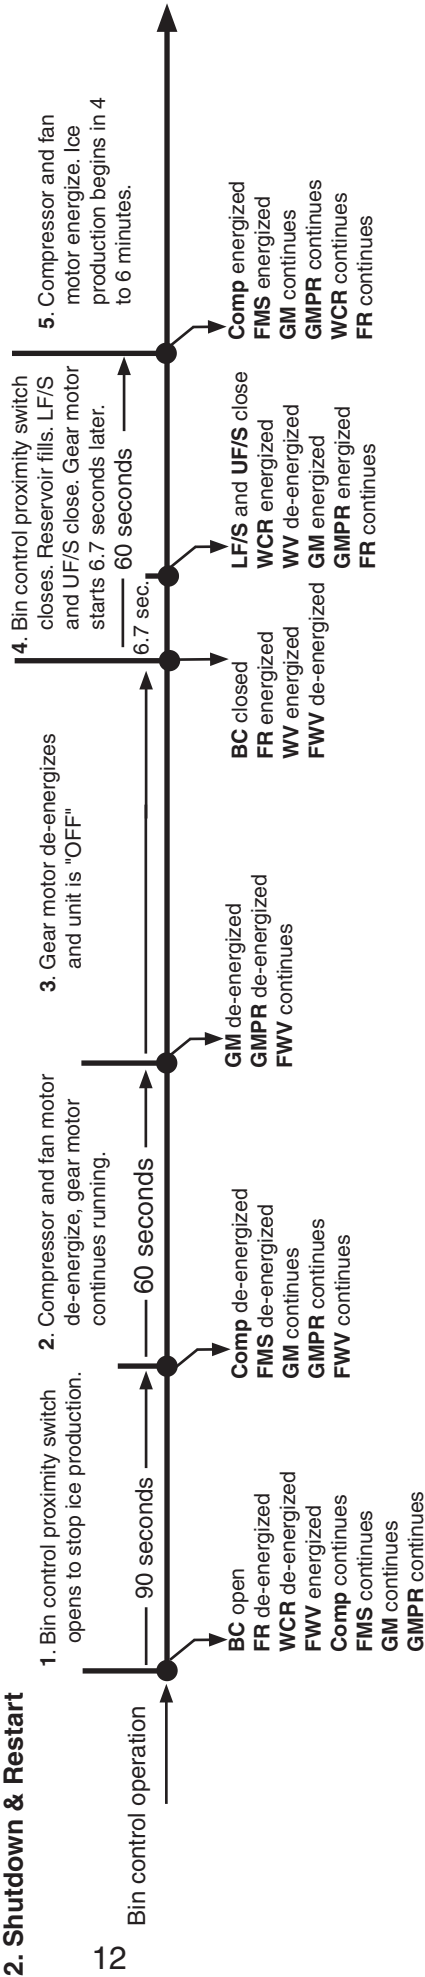 2. Shutdown & Restart
1. Bin control proximity switch
opens to stop ice production.
2. Compressor and fan motor
de-energize, gear motor
continues running.
3. Gear motor de-energizes
and unit is "OFF"
4. Bin control proximity switch
closes. Reservoir fills. LF/S
and UF/S close. Gear motor
starts 6.7 seconds later.
5. Compressor and fan
motor energize. Ice
production begins in 4
to 6 minutes.
Bin control operation
90 seconds
60 seconds
6.7 sec.
60 seconds
BC open
FR de-energized
WCR de-energized
FWV energized
Comp continues
FMS continues
GM continues
GMPR continues
Comp de-energized
FMS de-energized
GM continues
GMPR continues
FWV continues
GM de-energized
GMPR de-energized
FWV continues
BC closed
FR energized
WV energized
FWV de-energized
LF/S and UF/S close
WCR energized
WV de-energized
GM energized
GMPR energized
FR continues
Comp energized
FMS energized
GM continues
GMPR continues
WCR continues
FR continues
12